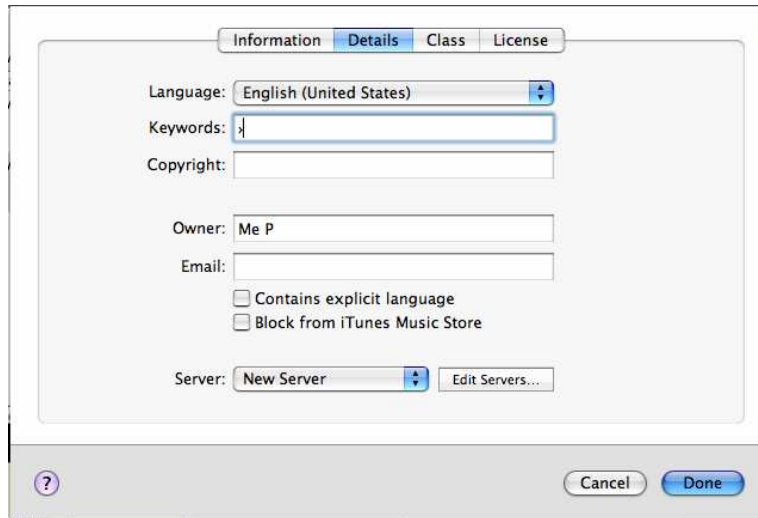 Information Details Class License
Language: English (United States)
Keywords: ›
Copyright:
Owner: Me P
Email:
Contains explicit language
Block from iTunes Music Store
Server: New Server Edit Servers...
? Cancel Done